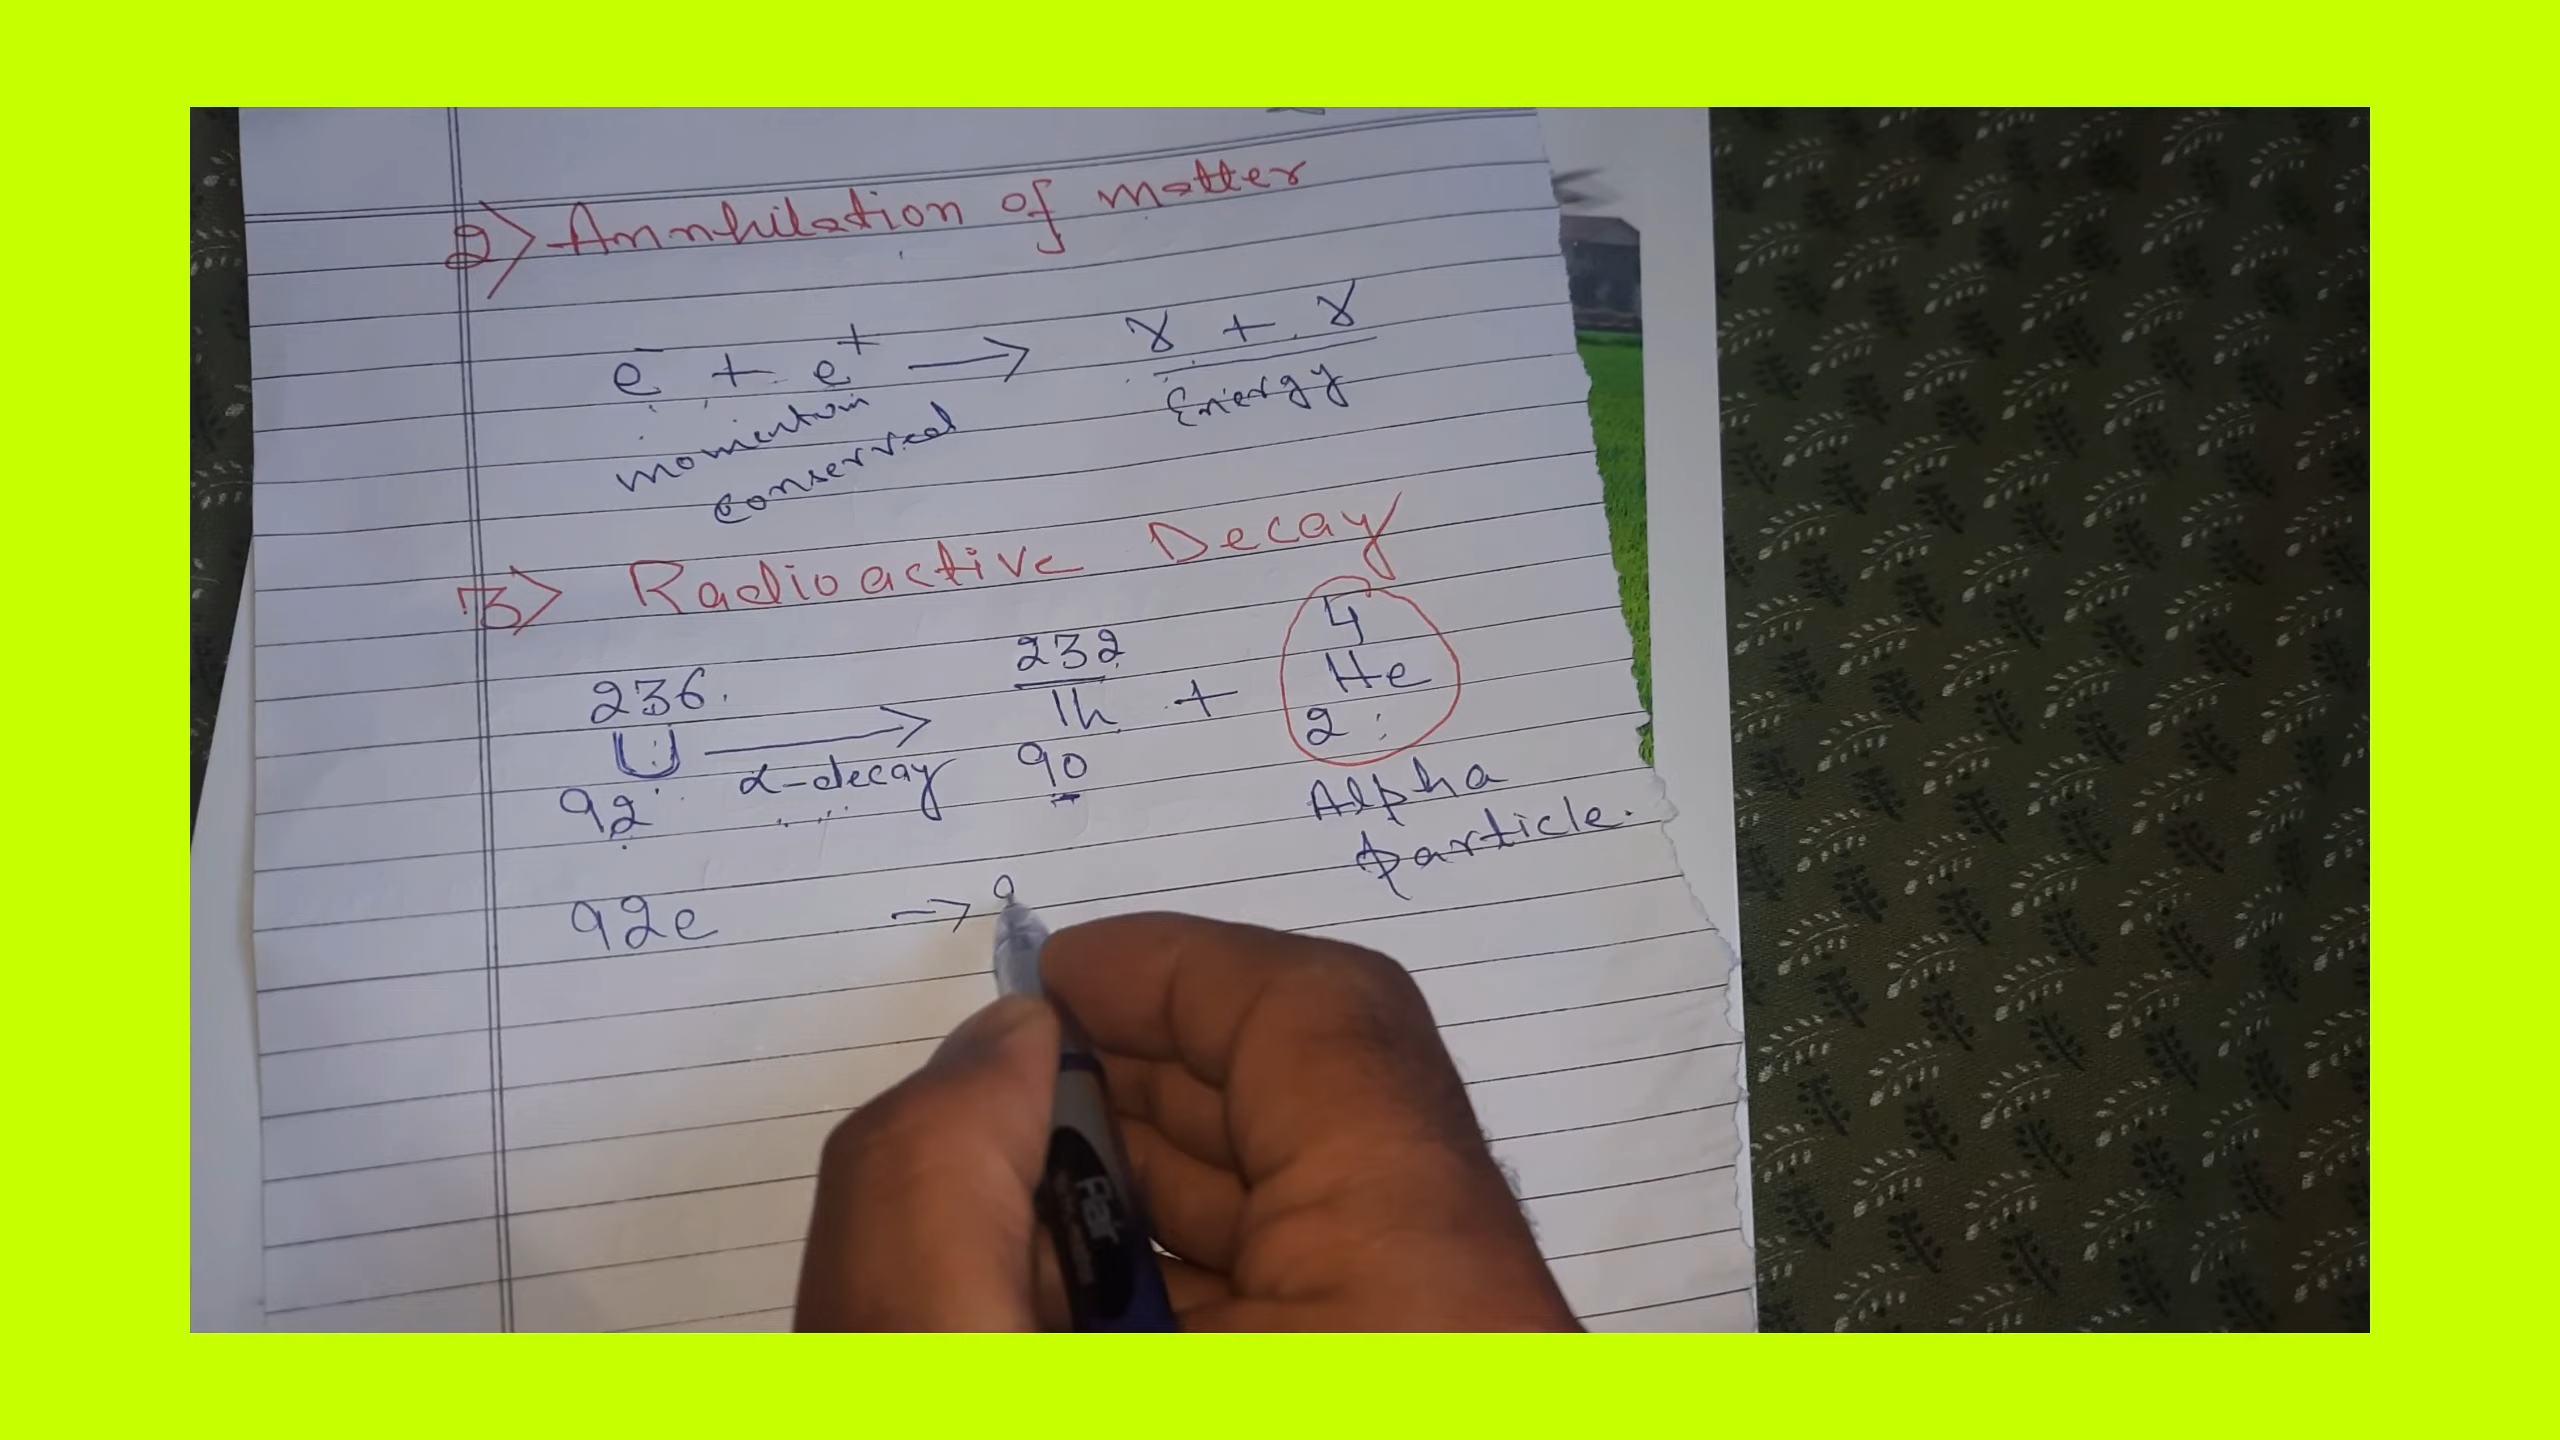 2) Annhilation of matter
e⁻ + e⁺ → γ + γ
momentum conserved
Energy
3) Radioactive Decay
236 232 4
U → Th + He
92 α-decay 90 2
Alpha particle.
92e → 9